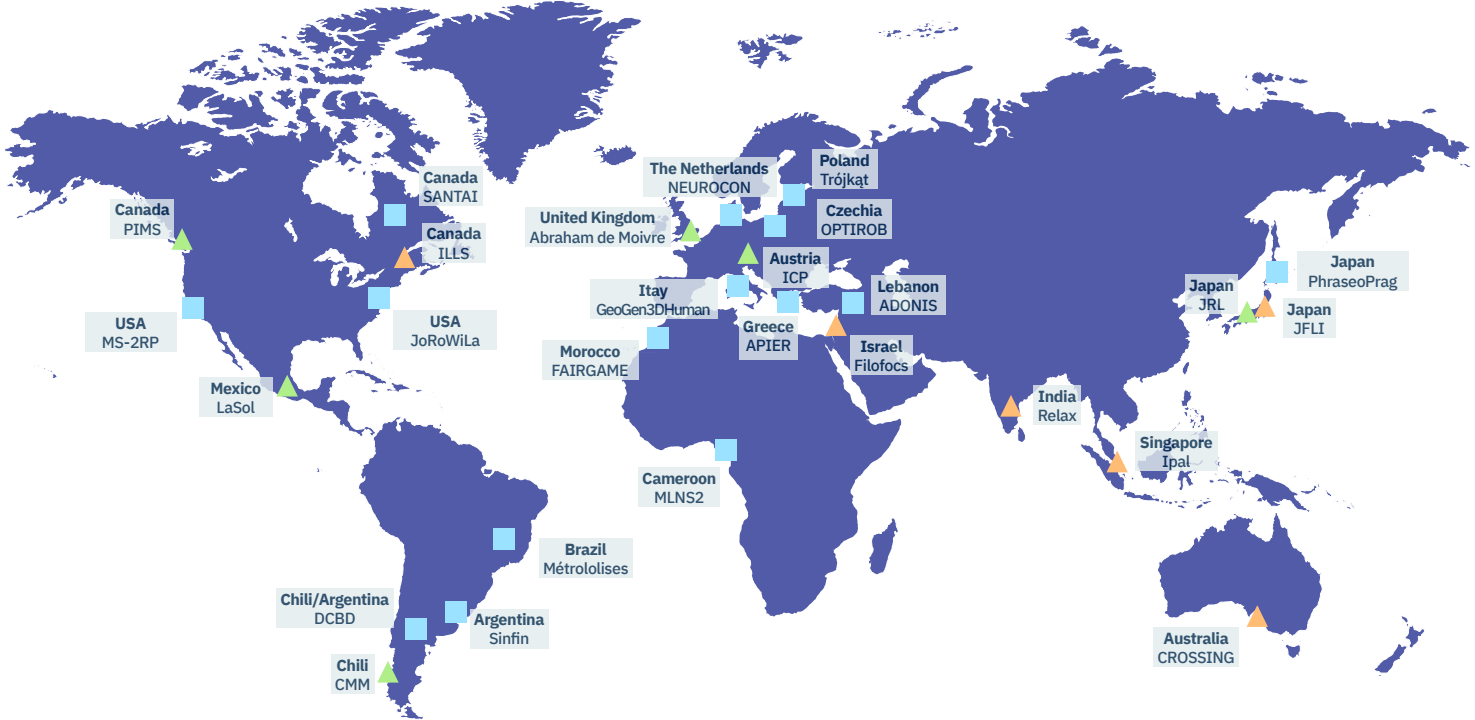 Canada
SANTAI
Canada
PIMS
Canada
ILLS
USA
MS-2RP
USA
JoRoWiLa
Mexico
LaSol
Brazil
Métrololises
Chili/Argentina
DCBD
Argentina
Sinfin
Chili
CMM
The Netherlands
NEUROCON
Poland
Trójkąt
United Kingdom
Abraham de Moivre
Czechia
OPTIROB
Austria
ICP
Itay
GeoGen3DHuman
Lebanon
ADONIS
Greece
APIER
Morocco
FAIRGAME
Israel
Filofocs
Cameroon
MLNS2
Japan
PhraseoPrag
Japan
JRL
Japan
JFLI
India
Relax
Singapore
Ipal
Australia
CROSSING